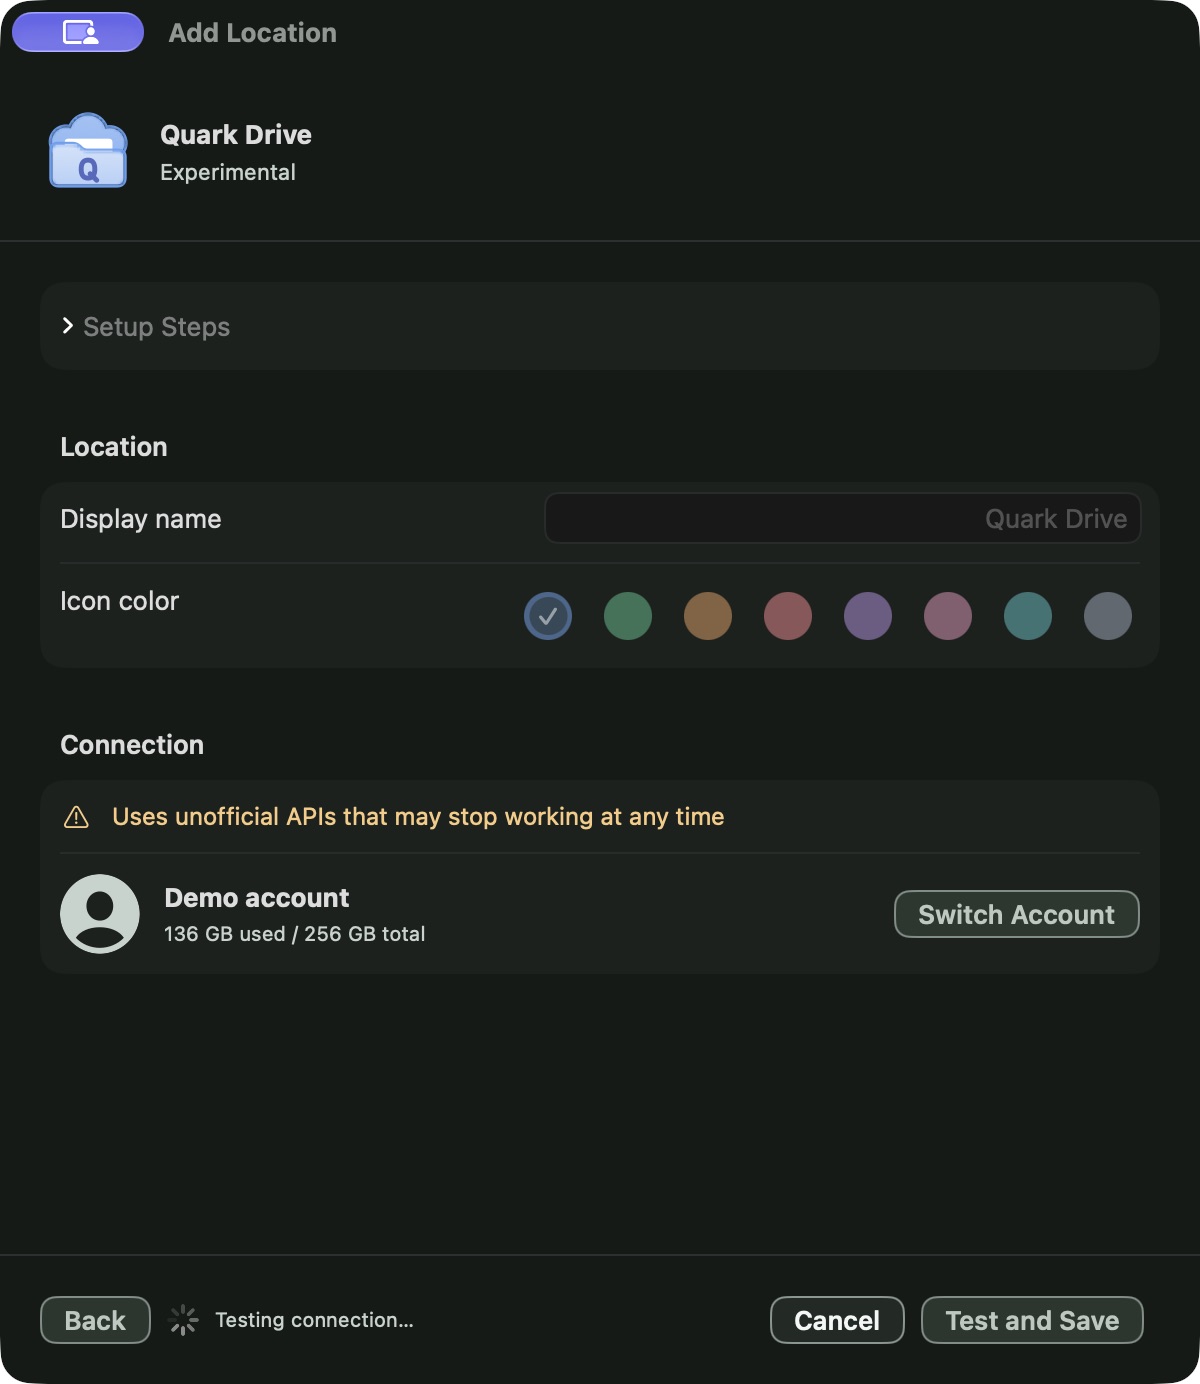 Add Location
Quark Drive
Experimental
Q
Setup Steps
Location
Display name
Quark Drive
Icon color
Connection
Uses unofficial APIs that may stop working at any time
Demo account
136 GB used / 256 GB total
Switch Account
Back
Testing connection...
Cancel
Test and Save